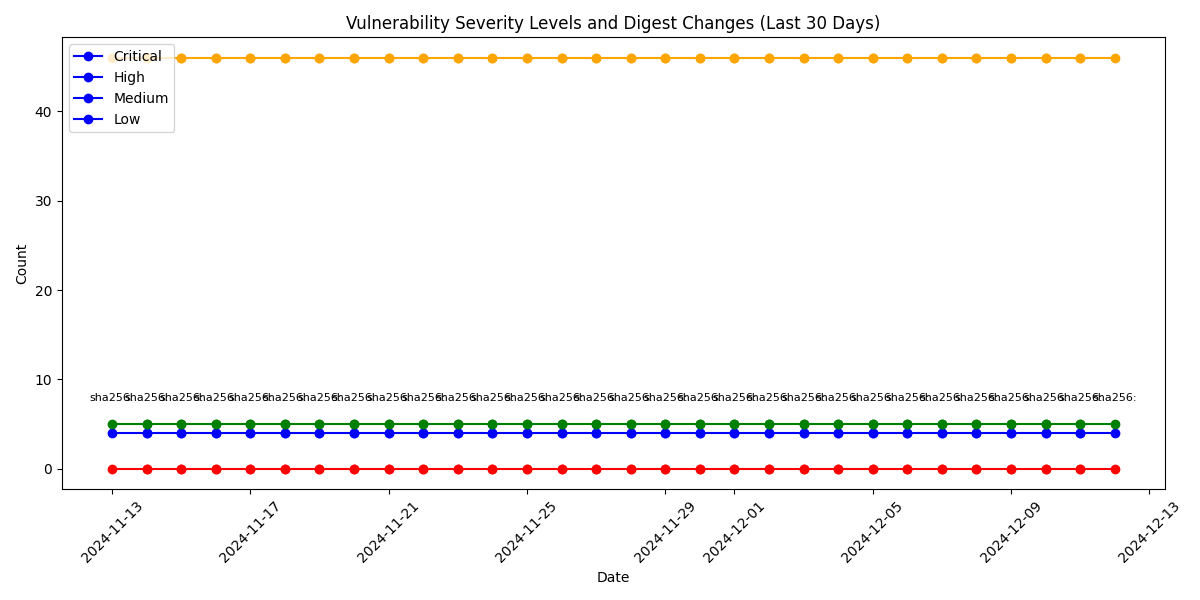 Vulnerability Severity Levels and Digest Changes (Last 30 Days)
Critical
High
Medium
Low
Count
40
30
20
10
0
sha256: sha256: sha256: sha256: sha256: sha256: sha256: sha256: sha256: sha256: sha256: sha256: sha256: sha256: sha256: sha256: sha256: sha256: sha256: sha256: sha256: sha256: sha256: sha256: sha256: sha256: sha256: sha256: sha256: sha256:
2024-11-13
2024-11-17
2024-11-21
2024-11-25
2024-11-29
2024-12-01
2024-12-05
2024-12-09
2024-12-13
Date